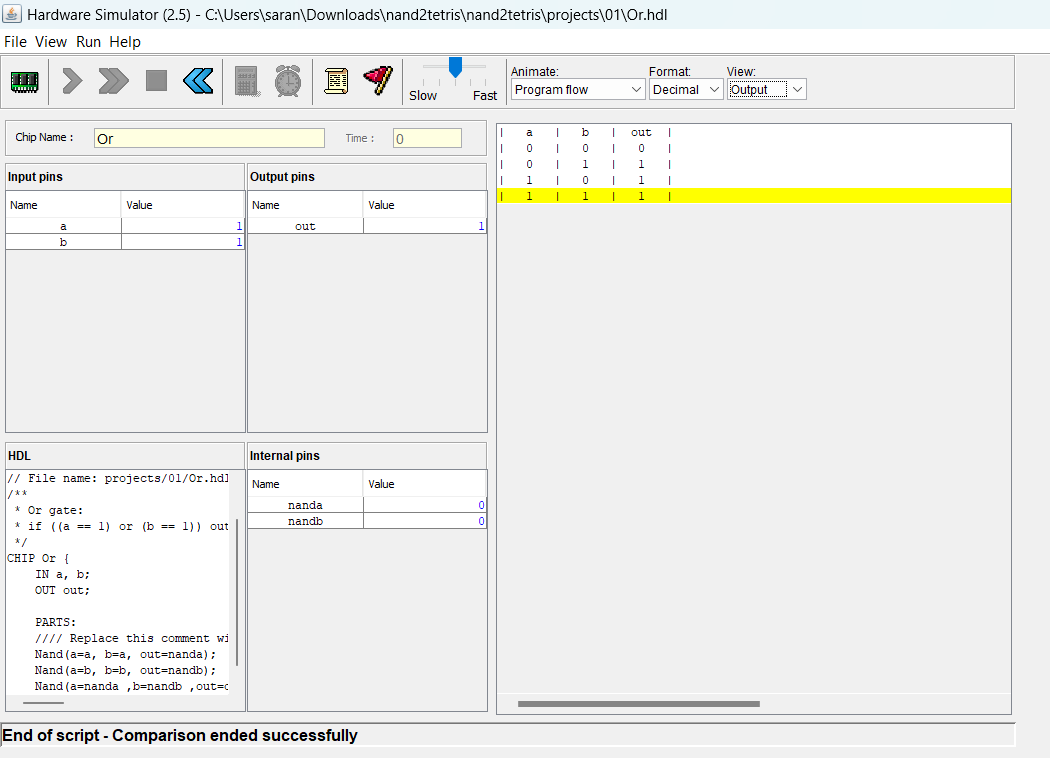 Hardware Simulator (2.5) - C:\Users\saran\Downloads\nand2tetris\nand2tetris\projects\01\Or.hdl
File View Run Help
Slow Fast
Animate: Format: View:
Program flow Decimal Output
Chip Name : Or Time : 0
Input pins
Name Value
a 1
b 1
Output pins
Name Value
out 1
HDL
// File name: projects/01/Or.hdl
/**
* Or gate:
* if ((a == 1) or (b == 1)) out
*/
CHIP Or {
IN a, b;
OUT out;
PARTS:
//// Replace this comment wi
Nand(a=a, b=a, out=nanda);
Nand(a=b, b=b, out=nandb);
Nand(a=nanda ,b=nandb ,out=o
Internal pins
Name Value
nanda 0
nandb 0
| a | b | out |
| 0 | 0 | 0 |
| 0 | 1 | 1 |
| 1 | 0 | 1 |
| 1 | 1 | 1 |
End of script - Comparison ended successfully